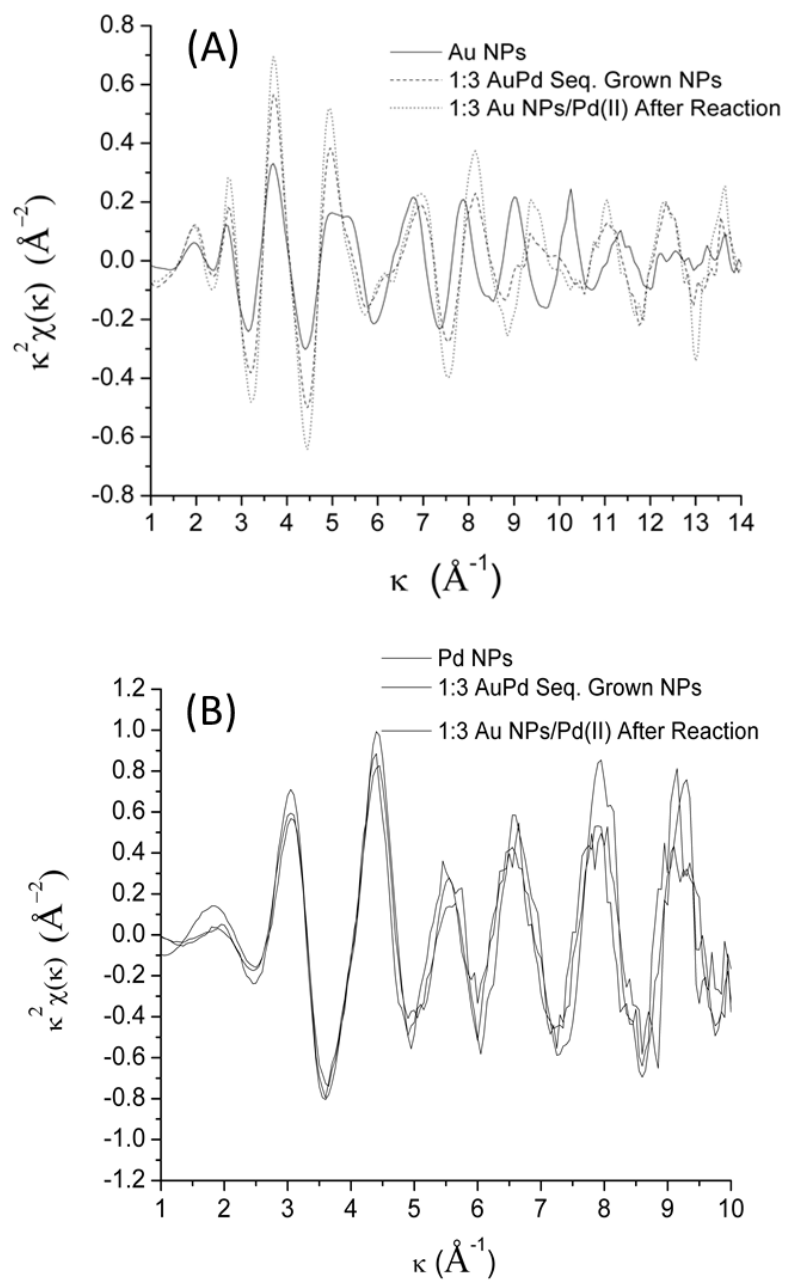 (A)
Au NPs
1:3 AuPd Seq. Grown NPs
1:3 Au NPs/Pd(II) After Reaction
0.8
0.6
0.4
0.2
0.0
-0.2
-0.4
-0.6
-0.8
κ²χ(κ) (Å⁻²)
1 2 3 4 5 6 7 8 9 10 11 12 13 14
κ (Å⁻¹)
(B)
Pd NPs
1:3 AuPd Seq. Grown NPs
1:3 Au NPs/Pd(II) After Reaction
1.2
1.0
0.8
0.6
0.4
0.2
0.0
-0.2
-0.4
-0.6
-0.8
-1.0
-1.2
κ²χ(κ) (Å⁻²)
1 2 3 4 5 6 7 8 9 10
κ (Å⁻¹)